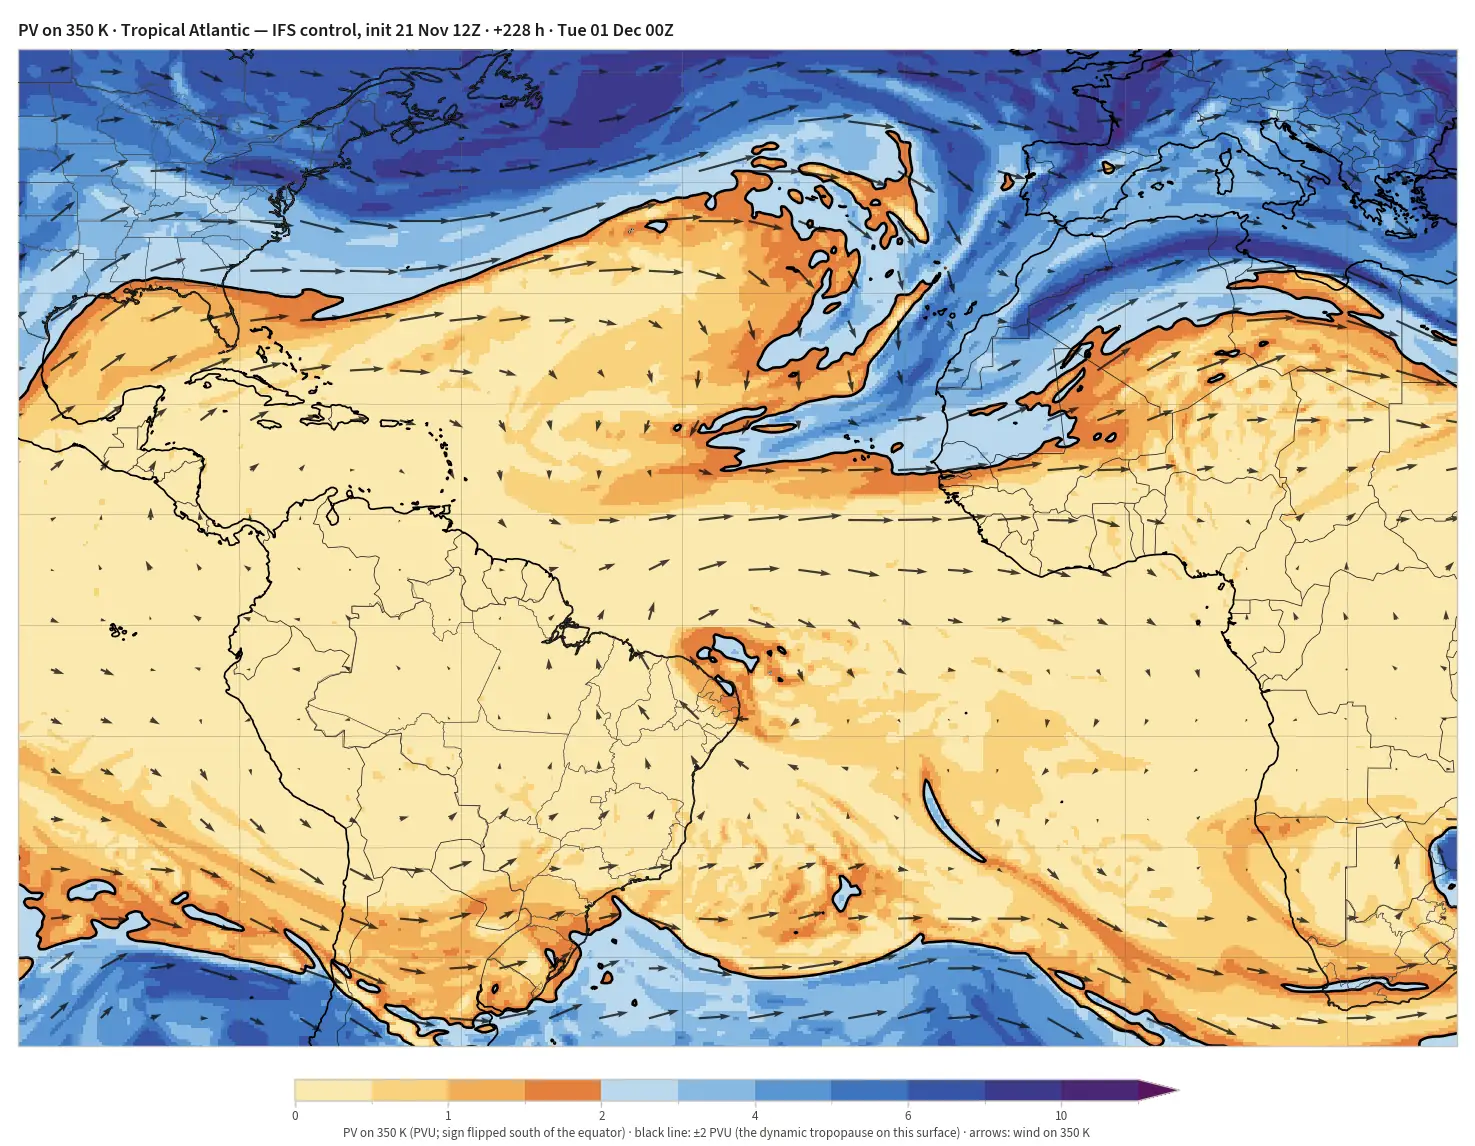 PV on 350 K · Tropical Atlantic — IFS control, init 21 Nov 12Z · +228 h · Tue 01 Dec 00Z
0 1 2 4 6 8 10
PV on 350 K (PVU; sign flipped south of the equator) · black line: ±2 PVU (the dynamic tropopause on this surface) · arrows: wind on 350 K